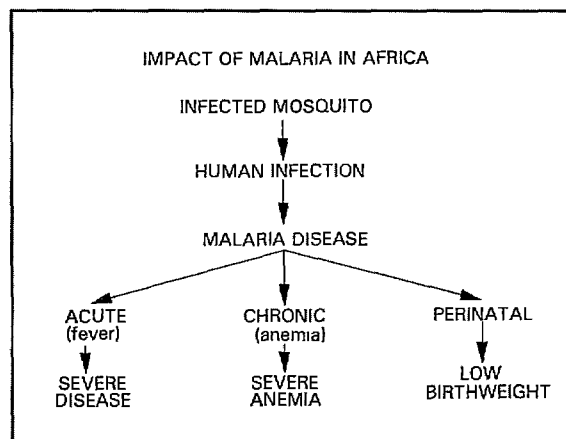 IMPACT OF MALARIA IN AFRICA
INFECTED MOSQUITO
HUMAN INFECTION
MALARIA DISEASE
ACUTE
(fever)
CHRONIC
(anemia)
PERINATAL
SEVERE
DISEASE
SEVERE
ANEMIA
LOW
BIRTHWEIGHT